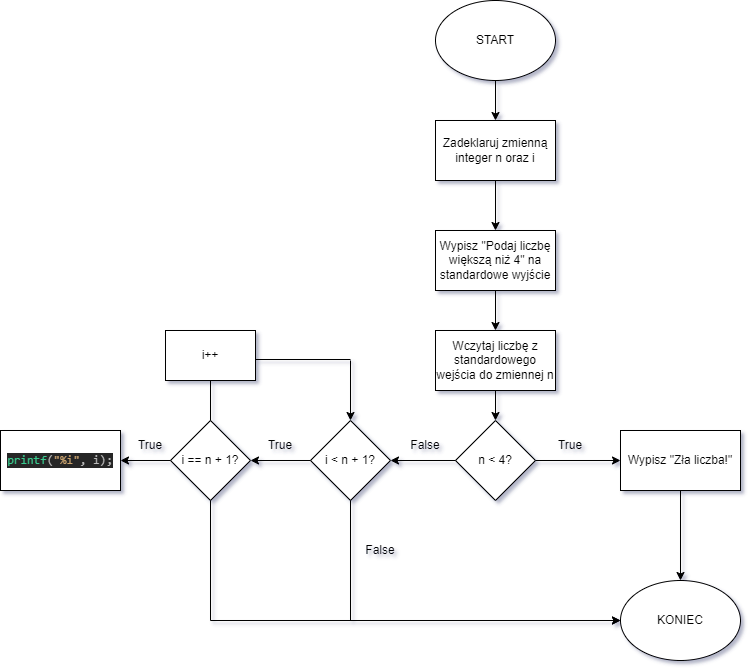 START
Zadeklaruj zmienną
integer n oraz i
Wypisz "Podaj liczbę
większą niż 4" na
standardowe wyjście
Wczytaj liczbę z
standardowego
wejścia do zmiennej n
i++
True
True
False
True
printf("%i", i);
i == n + 1?
i < n + 1?
n < 4?
Wypisz "Zła liczba!"
False
KONIEC